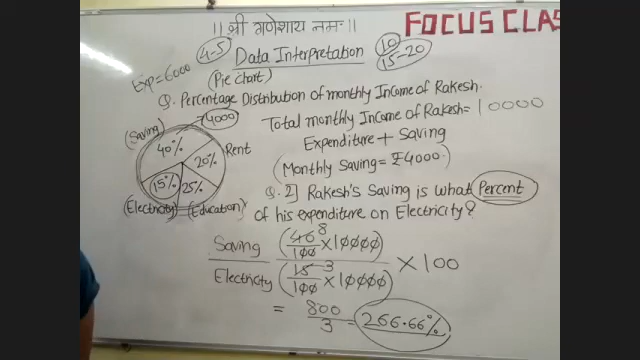 ॥ श्री गणेशाय नमः ॥
FOCUS CLAS
4-5
Data Interpretation
10
15-20
Exp=6000
(Pie chart)
Q. Percentage Distribution of monthly Income of Rakesh.
4000
Total monthly Income of Rakesh = 10000
(Saving)
Expenditure + Saving
40%
20%
Rent
(Monthly Saving = ₹4000.)
15%
25%
Q.2] Rakesh's Saving is what Percent
(Electricity) (Education)
of his expenditure on Electricity?
Saving (40/100 × 10000) 8
Electricity (15/100 × 10000) 3
× 100
= 800/3 = 266.66%